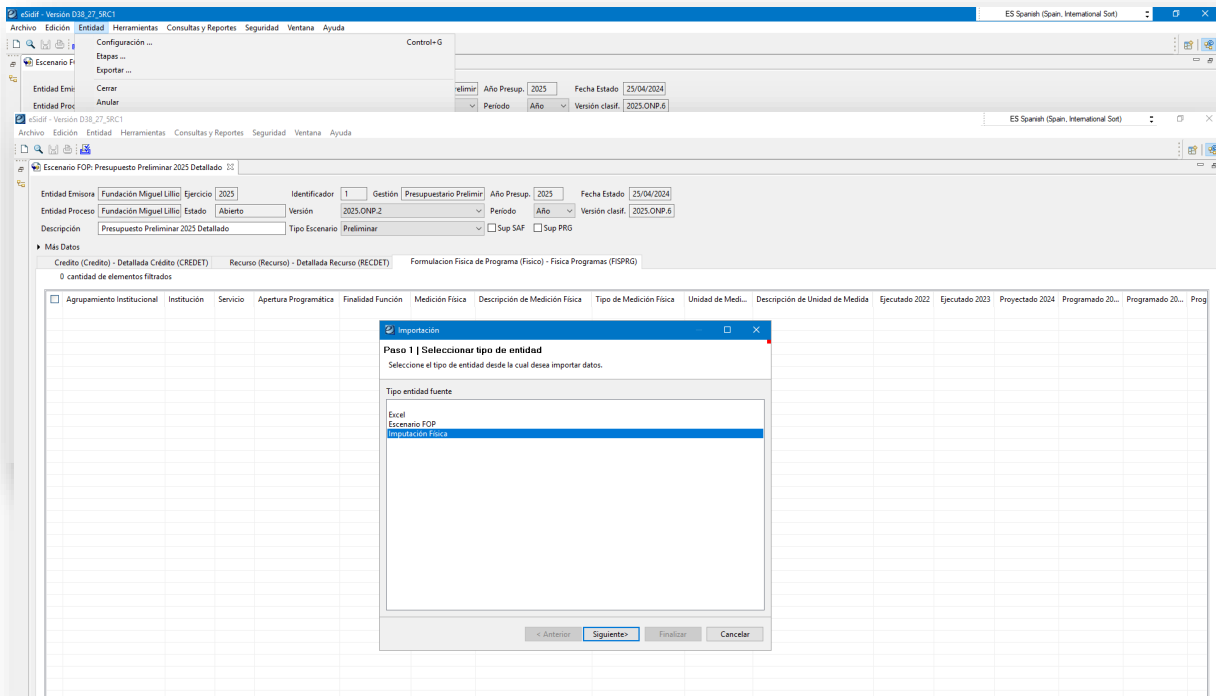 eSidif - Versión D38_27_5RC1 ES Spanish (Spain, International Sort)
Archivo Edición Entidad Herramientas Consultas y Reportes Seguridad Ventana Ayuda
Configuración ... Control+G
Etapas ...
Exportar ...
Cerrar
Anular
Escenario F
Entidad Emi
relimir Año Presup. 2025 Fecha Estado 25/04/2024
Entidad Proc
Período Año Versión clasif. 2025.ONP.6
eSidif - Versión D38_27_5RC1 ES Spanish (Spain, International Sort)
Archivo Edición Entidad Herramientas Consultas y Reportes Seguridad Ventana Ayuda
Escenario FOP: Presupuesto Preliminar 2025 Detallado
Entidad Emisora Fundación Miguel Lillio Ejercicio 2025 Identificador 1 Gestión Presupuestario Prelimir Año Presup. 2025 Fecha Estado 25/04/2024
Entidad Proceso Fundación Miguel Lillio Estado Abierto Versión 2025.ONP.2 Período Año Versión clasif. 2025.ONP.6
Descripción Presupuesto Preliminar 2025 Detallado Tipo Escenario Preliminar Sup SAF Sup PRG
Más Datos
Credito (Credito) - Detallada Crédito (CREDET) Recurso (Recurso) - Detallada Recurso (RECDET) Formulacion Fisica de Programa (Fisico) - Fisica Programas (FISPRG)
0 cantidad de elementos filtrados
Agrupamiento Institucional Institución Servicio Apertura Programática Finalidad Función Medición Física Descripción de Medición Física Tipo de Medición Física Unidad de Medi... Descripción de Unidad de Medida Ejecutado 2022 Ejecutado 2023 Proyectado 2024 Programado 20... Programado 20... Prog
Importación
Paso 1 | Seleccionar tipo de entidad
Seleccione el tipo de entidad desde la cual desea importar datos.
Tipo entidad fuente
Excel
Escenario FOP
Imputación Física
< Anterior Siguiente> Finalizar Cancelar